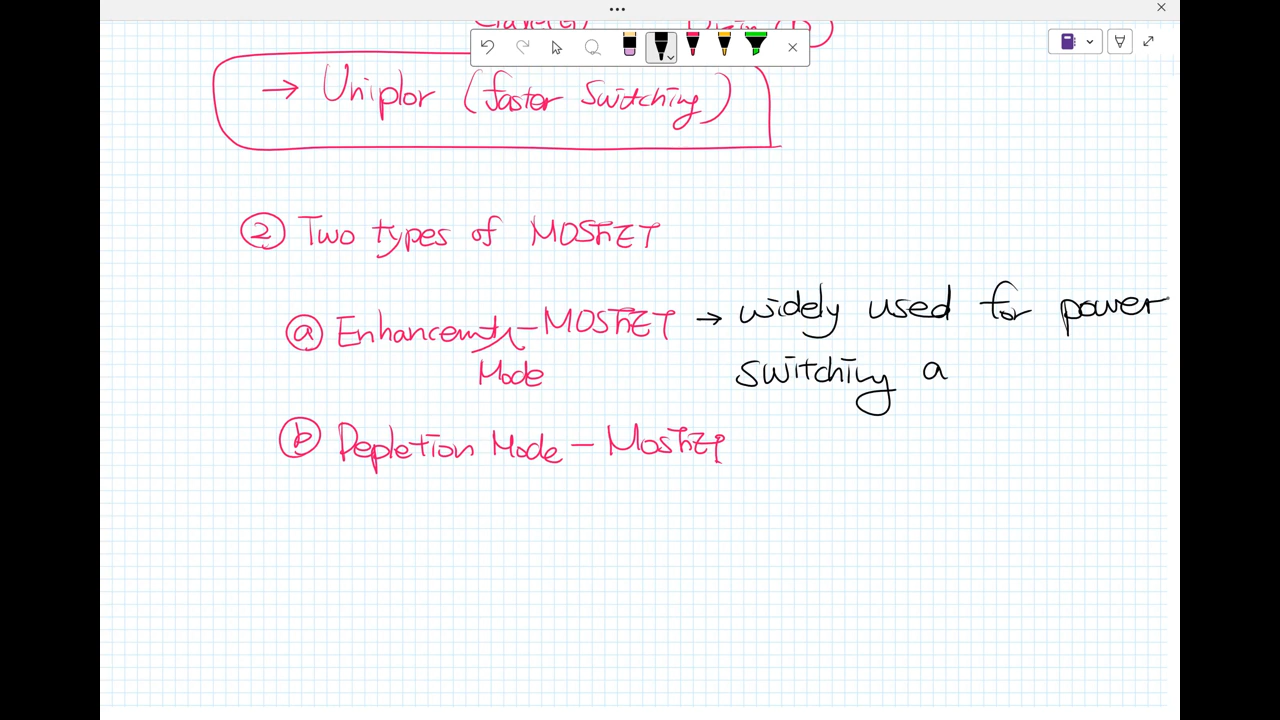 → Uniplor (faster switching)
② Two types of MOSFET
ⓐ Enhancement-MOSFET → widely used for power
Mode
switching a
ⓑ Depletion Mode - MOSFET